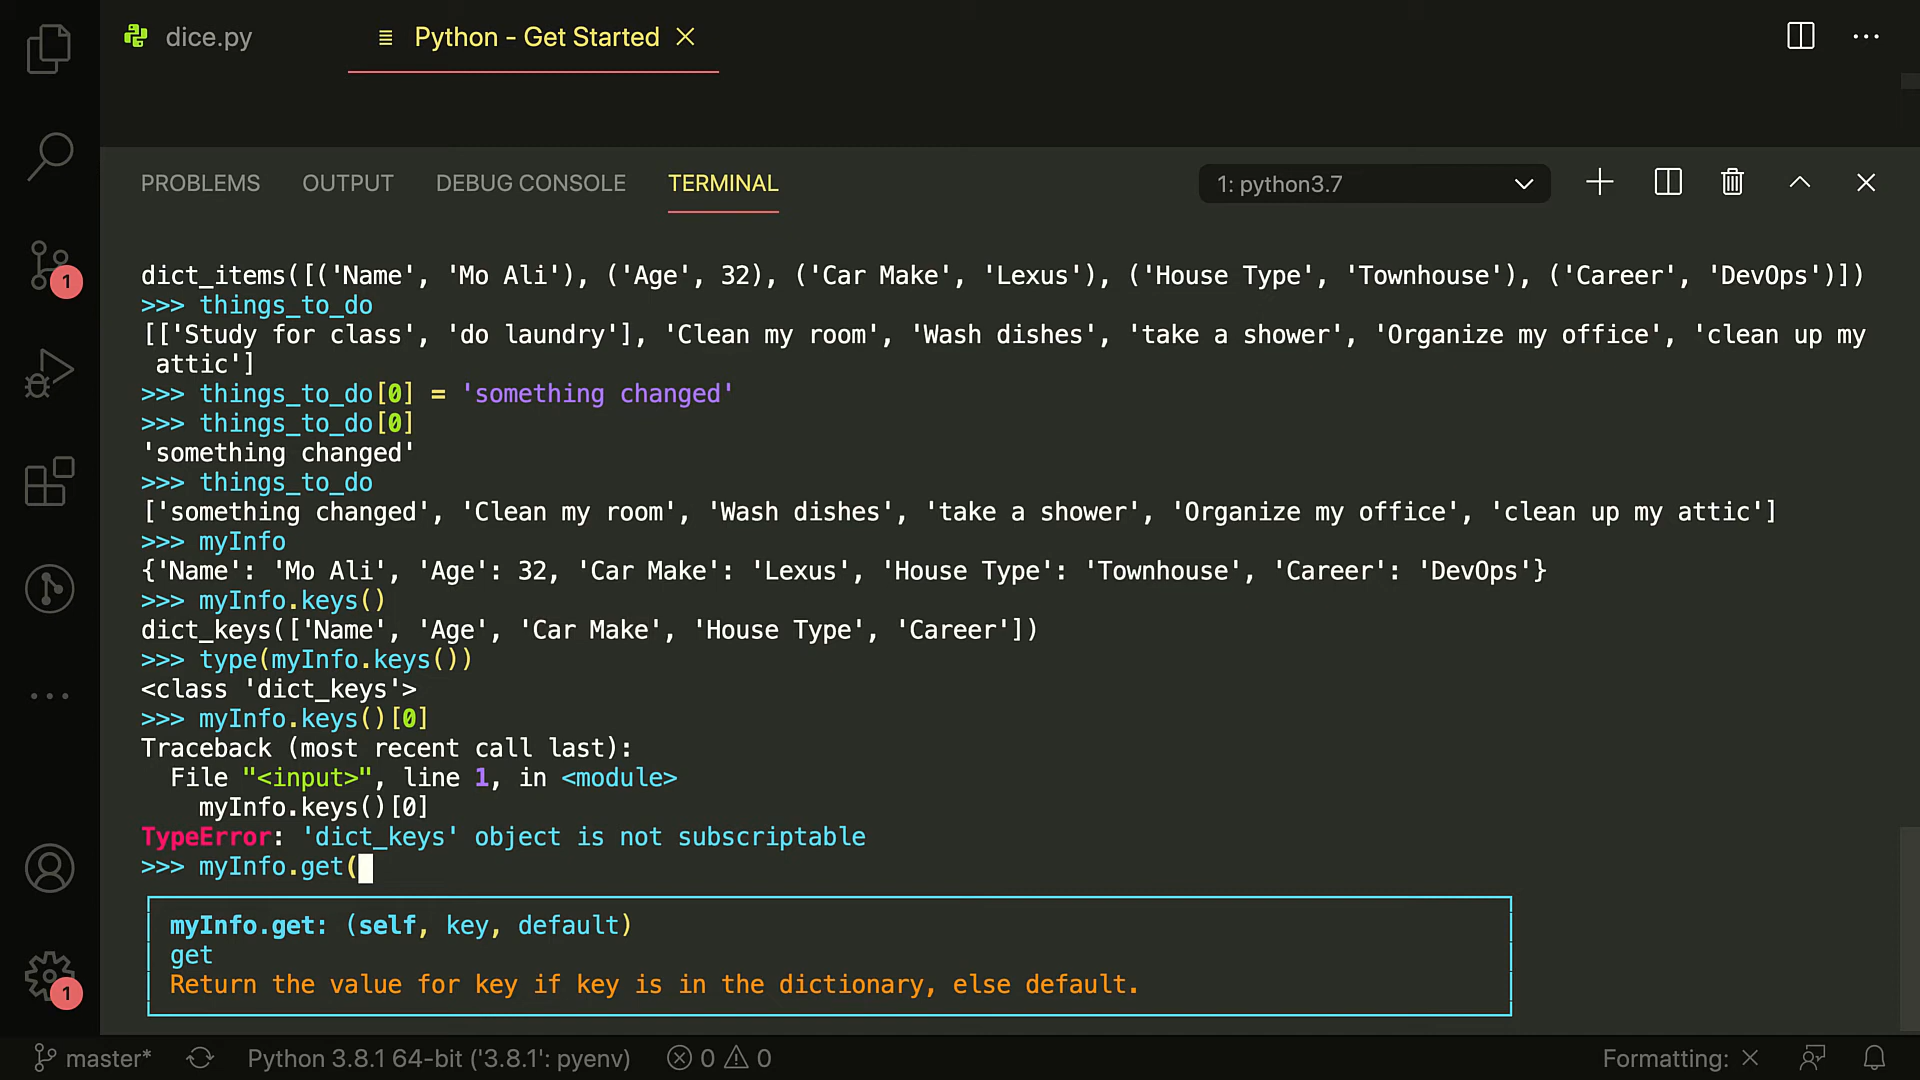 dice.py
Python - Get Started
PROBLEMS OUTPUT DEBUG CONSOLE TERMINAL
1: python3.7
dict_items([('Name', 'Mo Ali'), ('Age', 32), ('Car Make', 'Lexus'), ('House Type', 'Townhouse'), ('Career', 'DevOps')])
>>> things_to_do
[['Study for class', 'do laundry'], 'Clean my room', 'Wash dishes', 'take a shower', 'Organize my office', 'clean up my
attic']
>>> things_to_do[0] = 'something changed'
>>> things_to_do[0]
'something changed'
>>> things_to_do
['something changed', 'Clean my room', 'Wash dishes', 'take a shower', 'Organize my office', 'clean up my attic']
>>> myInfo
{'Name': 'Mo Ali', 'Age': 32, 'Car Make': 'Lexus', 'House Type': 'Townhouse', 'Career': 'DevOps'}
>>> myInfo.keys()
dict_keys(['Name', 'Age', 'Car Make', 'House Type', 'Career'])
>>> type(myInfo.keys())
<class 'dict_keys'>
>>> myInfo.keys()[0]
Traceback (most recent call last):
File "<input>", line 1, in <module>
myInfo.keys()[0]
TypeError: 'dict_keys' object is not subscriptable
>>> myInfo.get(
myInfo.get: (self, key, default)
get
Return the value for key if key is in the dictionary, else default.
1
1
master* Python 3.8.1 64-bit ('3.8.1': pyenv) 0 0 Formatting: